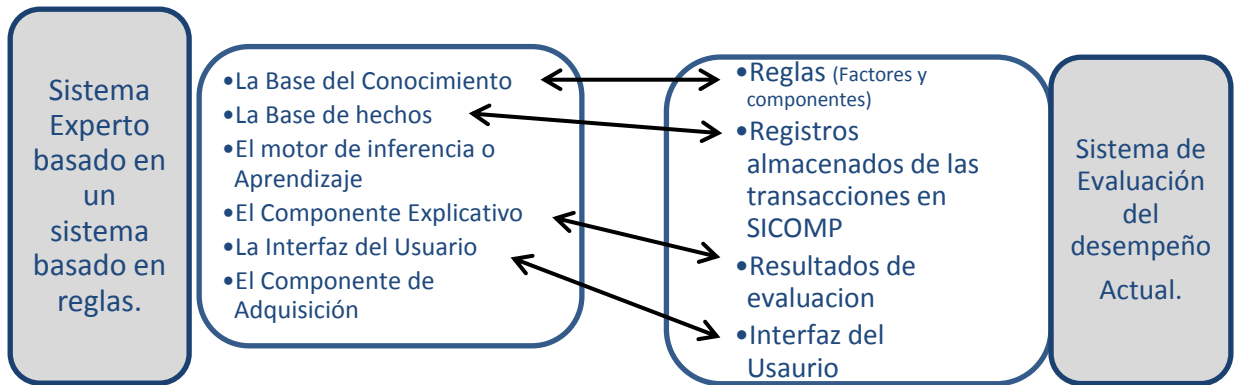 Sistema
Experto
basado en
un
sistema
basado en
reglas.
•La Base del Conocimiento
•La Base de hechos
•El motor de inferencia o
Aprendizaje
•El Componente Explicativo
•La Interfaz del Usuario
•El Componente de
Adquisición
•Reglas (Factores y
componentes)
•Registros
almacenados de las
transacciones en
SICOMP
•Resultados de
evaluacion
•Interfaz del
Usaurio
Sistema de
Evaluación
del
desempeño
Actual.